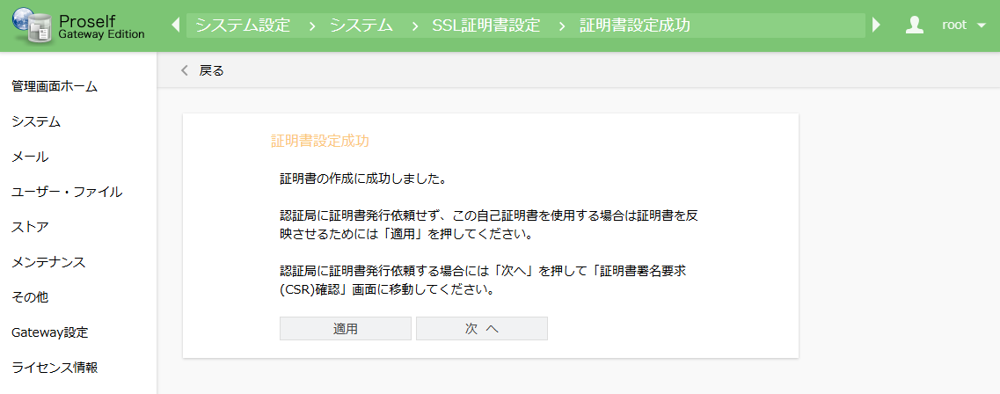 Proself
Gateway Edition
システム設定 > システム > SSL証明書設定 > 証明書設定成功
root
戻る
管理画面ホーム
システム
メール
ユーザー・ファイル
ストア
メンテナンス
その他
Gateway設定
ライセンス情報
証明書設定成功
証明書の作成に成功しました。
認証局に証明書発行依頼せず、この自己証明書を使用する場合は証明書を反
映させるためには「適用」を押してください。
認証局に証明書発行依頼する場合には「次へ」を押して「証明書署名要求
(CSR)確認」画面に移動してください。
適用
次 へ